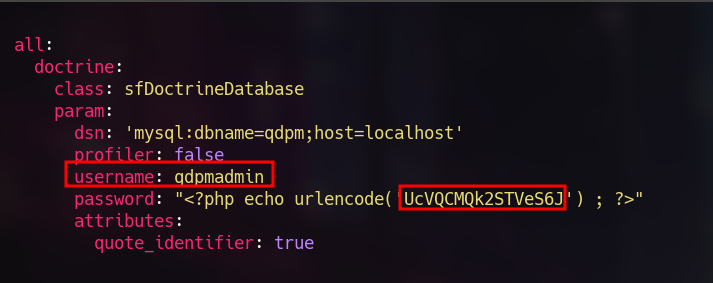 all:
doctrine:
class: sfDoctrineDatabase
param:
dsn: 'mysql:dbname=qdpm;host=localhost'
profiler: false
username: qdpmadmin
password: "<?php echo urlencode('UcVQCMQk2STVeS6J') ; ?>"
attributes:
quote_identifier: true